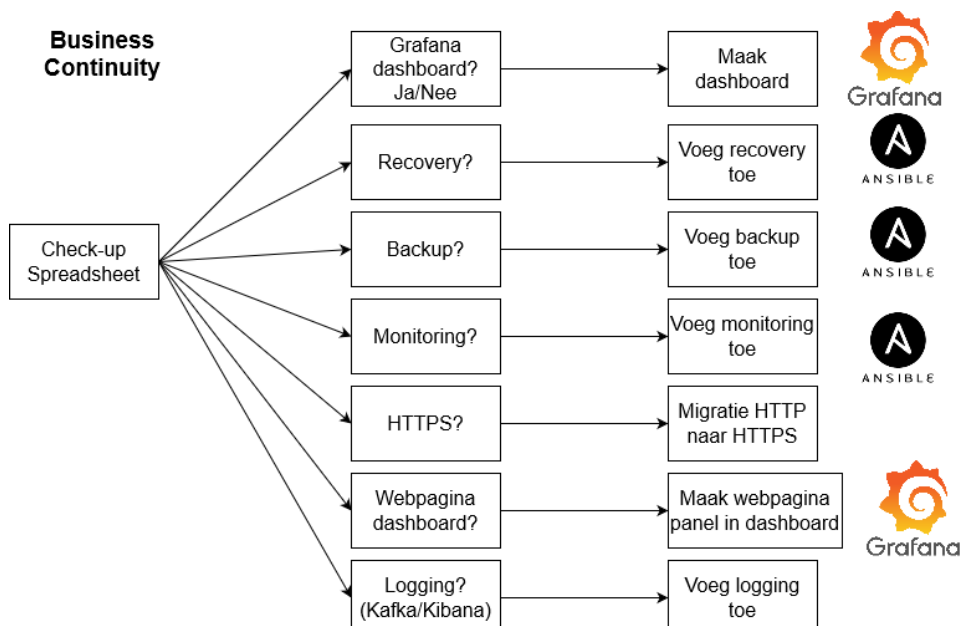 Business
Continuity
Grafana
dashboard?
Ja/Nee
Maak
dashboard
Grafana
Recovery?
Voeg recovery
toe
ANSIBLE
Check-up
Spreadsheet
Backup?
Voeg backup
toe
ANSIBLE
Monitoring?
Voeg monitoring
toe
ANSIBLE
HTTPS?
Migratie HTTP
naar HTTPS
Webpagina
dashboard?
Maak webpagina
panel in dashboard
Grafana
Logging?
(Kafka/Kibana)
Voeg logging
toe